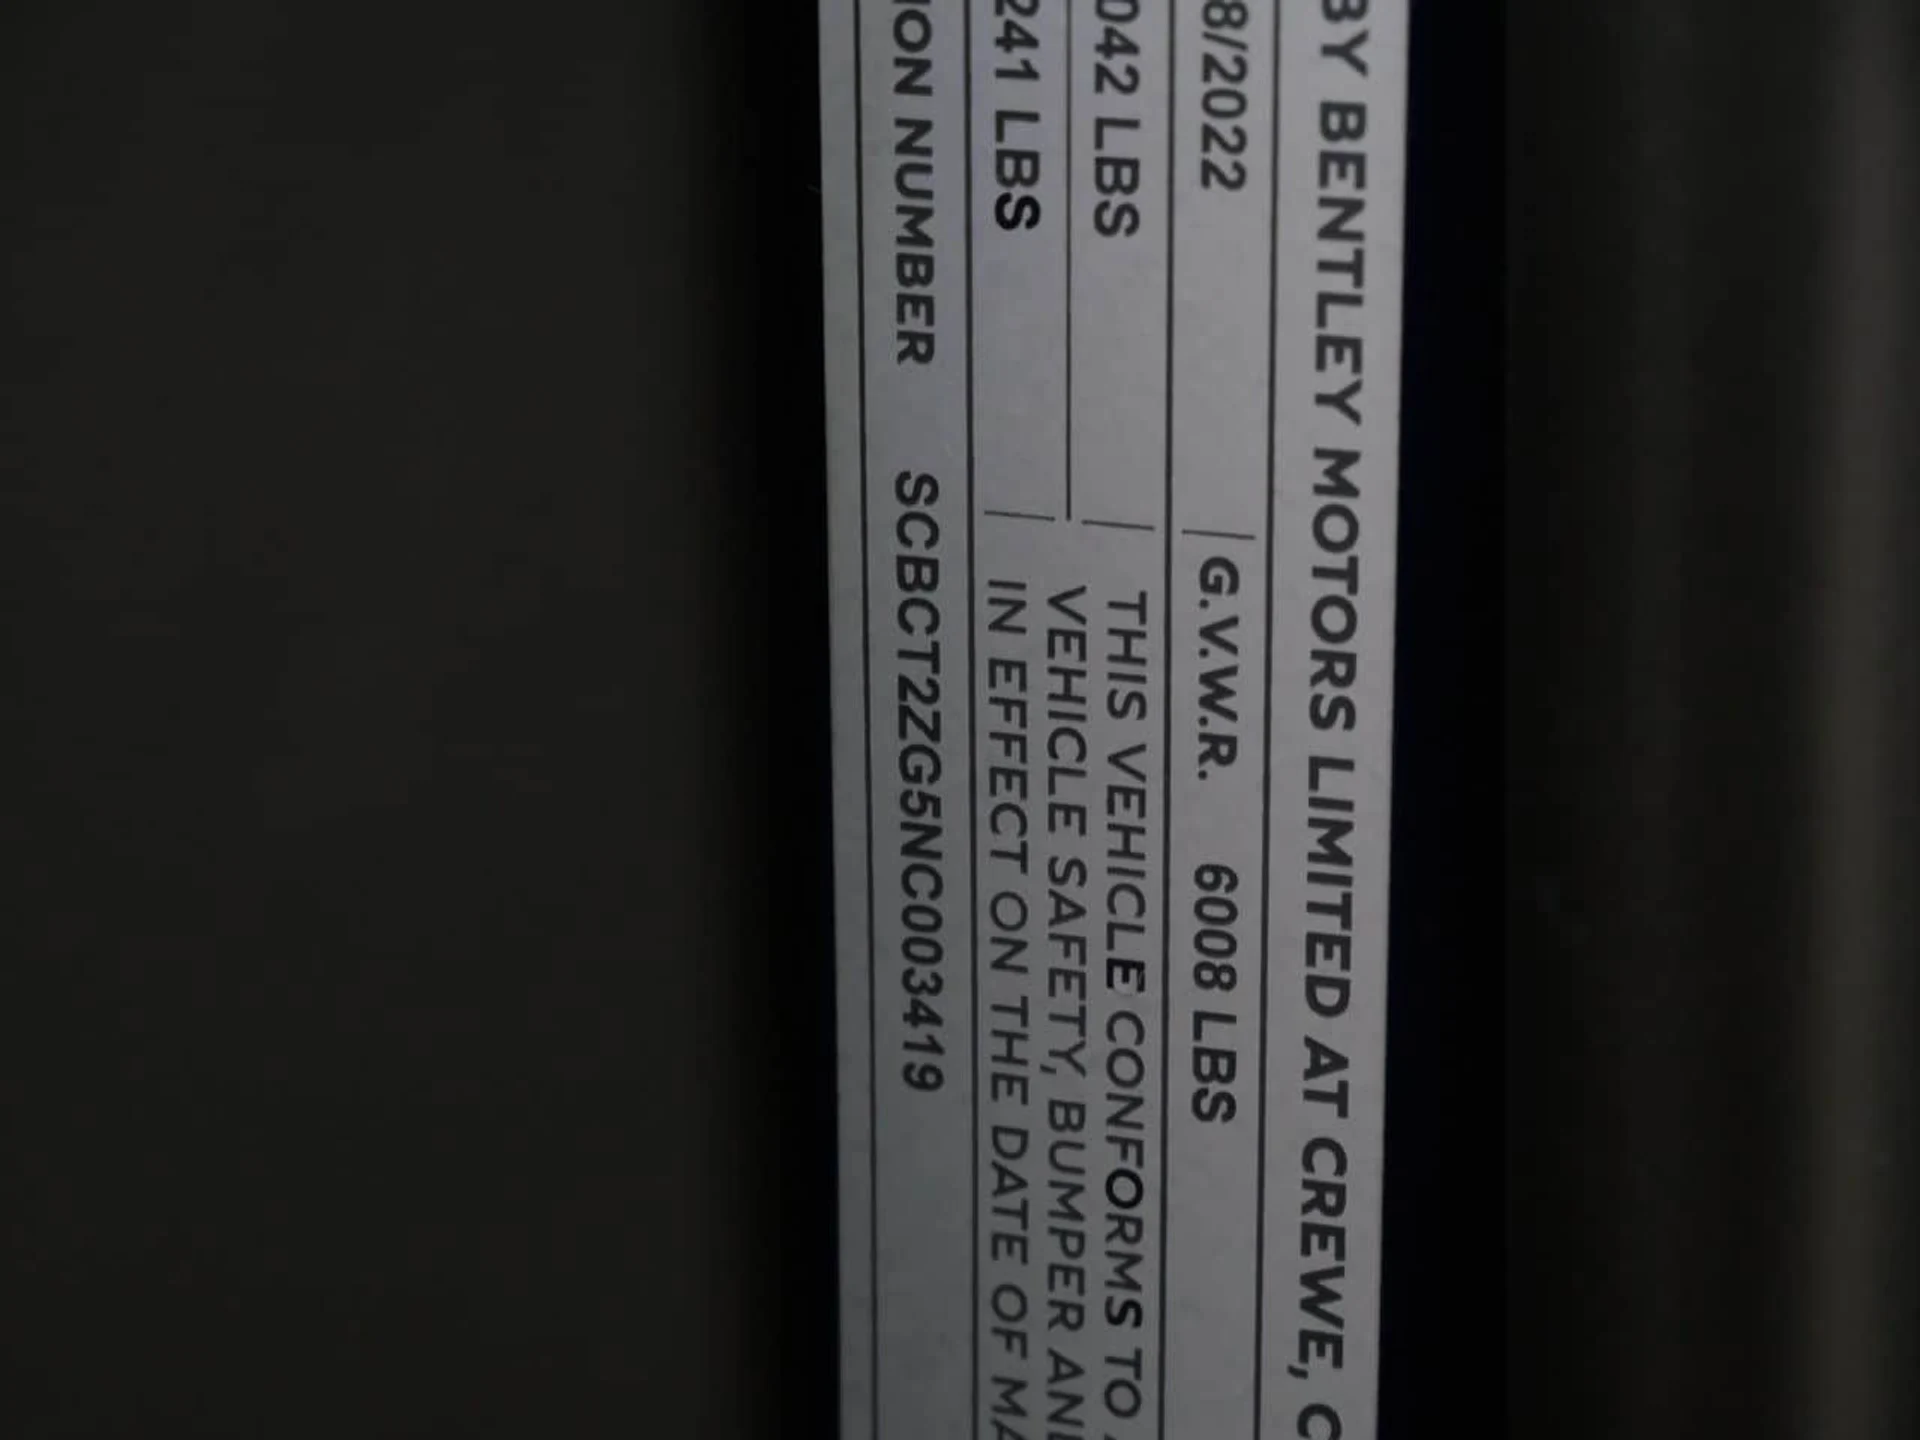 BY BENTLEY MOTORS LIMITED AT CREWE, C
8/2022 G.V.W.R. 6008 LBS
042 LBS THIS VEHICLE CONFORMS TO
VEHICLE SAFETY, BUMPER AN
241 LBS IN EFFECT ON THE DATE OF MA
ION NUMBER SCBCT2ZG5NC003419